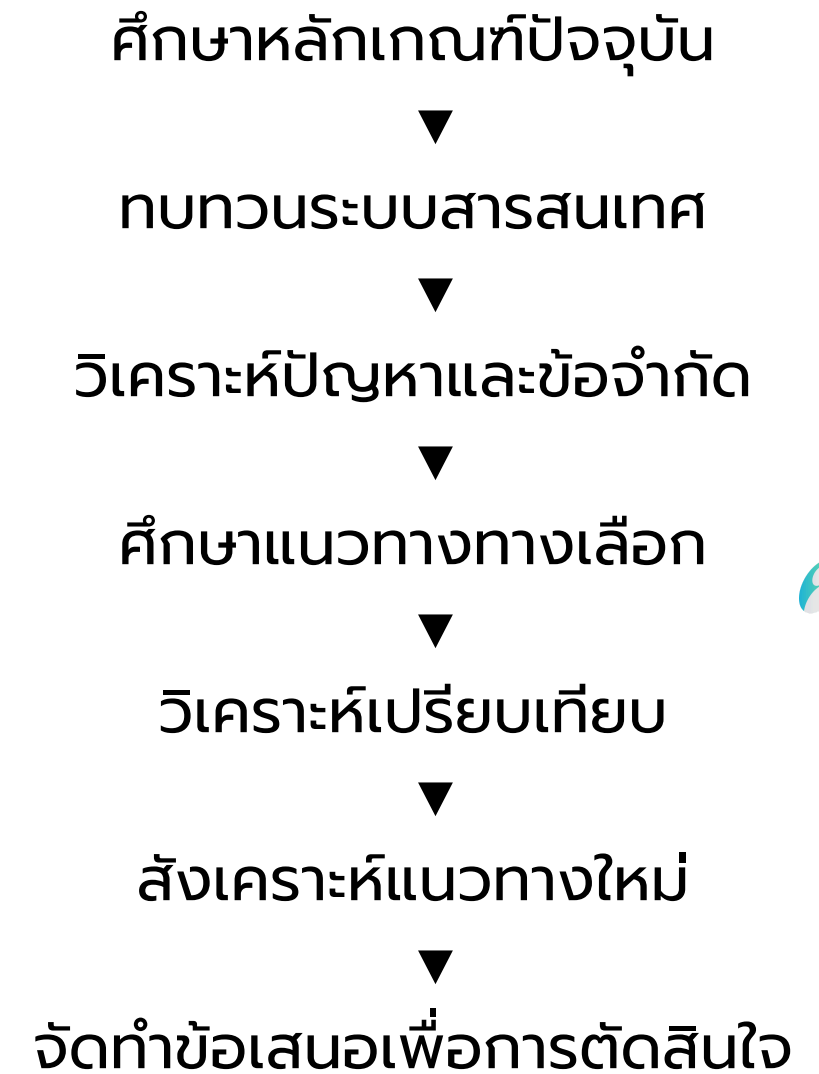 ศึกษาหลักเกณฑ์ปัจจุบัน
▼
ทบทวนระบบสารสนเทศ
▼
วิเคราะห์ปัญหาและข้อจำกัด
▼
ศึกษาแนวทางทางเลือก
▼
วิเคราะห์เปรียบเทียบ
▼
สังเคราะห์แนวทางใหม่
▼
จัดทำข้อเสนอเพื่อการตัดสินใจ